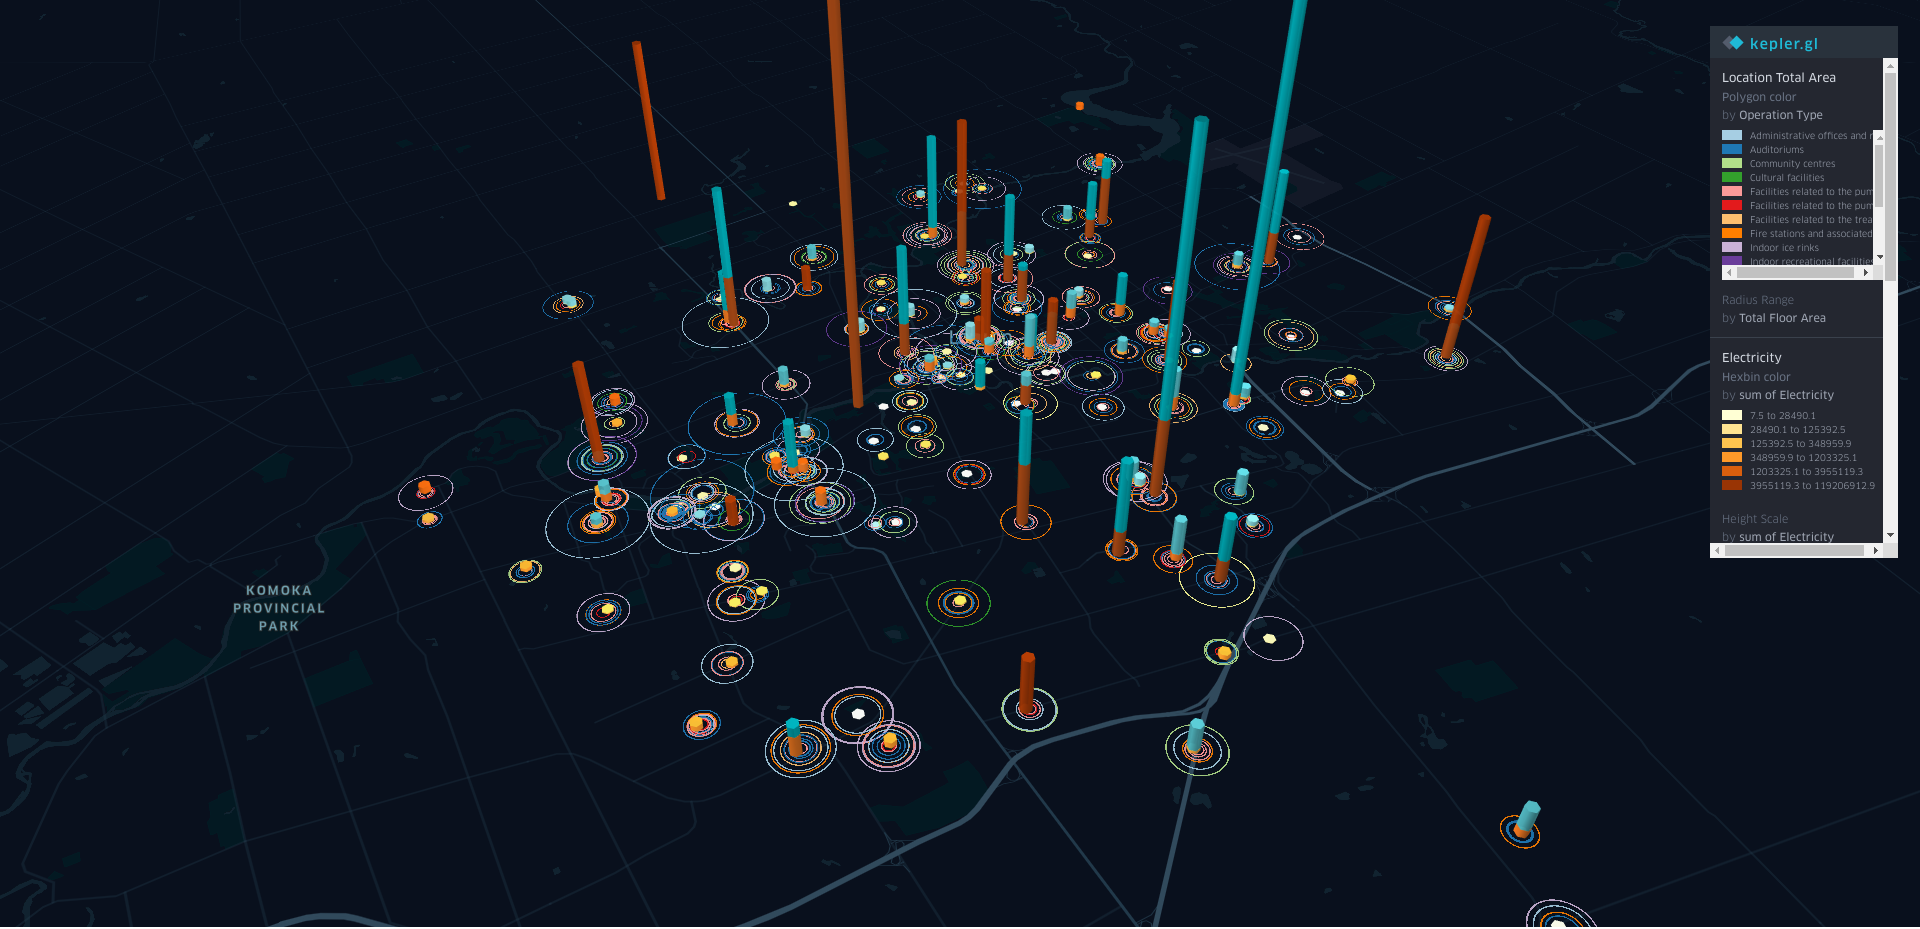 kepler.gl
Location Total Area
Polygon color
by Operation Type
Administrative offices and
Auditoriums
Community centres
Cultural facilities
Facilities related to the pum
Facilities related to the pum
Facilities related to the trea
Fire stations and associated
Indoor ice rinks
Indoor recreational facilities
Radius Range
by Total Floor Area
Electricity
Hexbin color
by sum of Electricity
7.5 to 28490.1
28490.1 to 125392.5
125392.5 to 348959.9
348959.9 to 1203325.1
1203325.1 to 3955119.3
3955119.3 to 119206912.9
Height Scale
by sum of Electricity
KOMOKA
PROVINCIAL
PARK